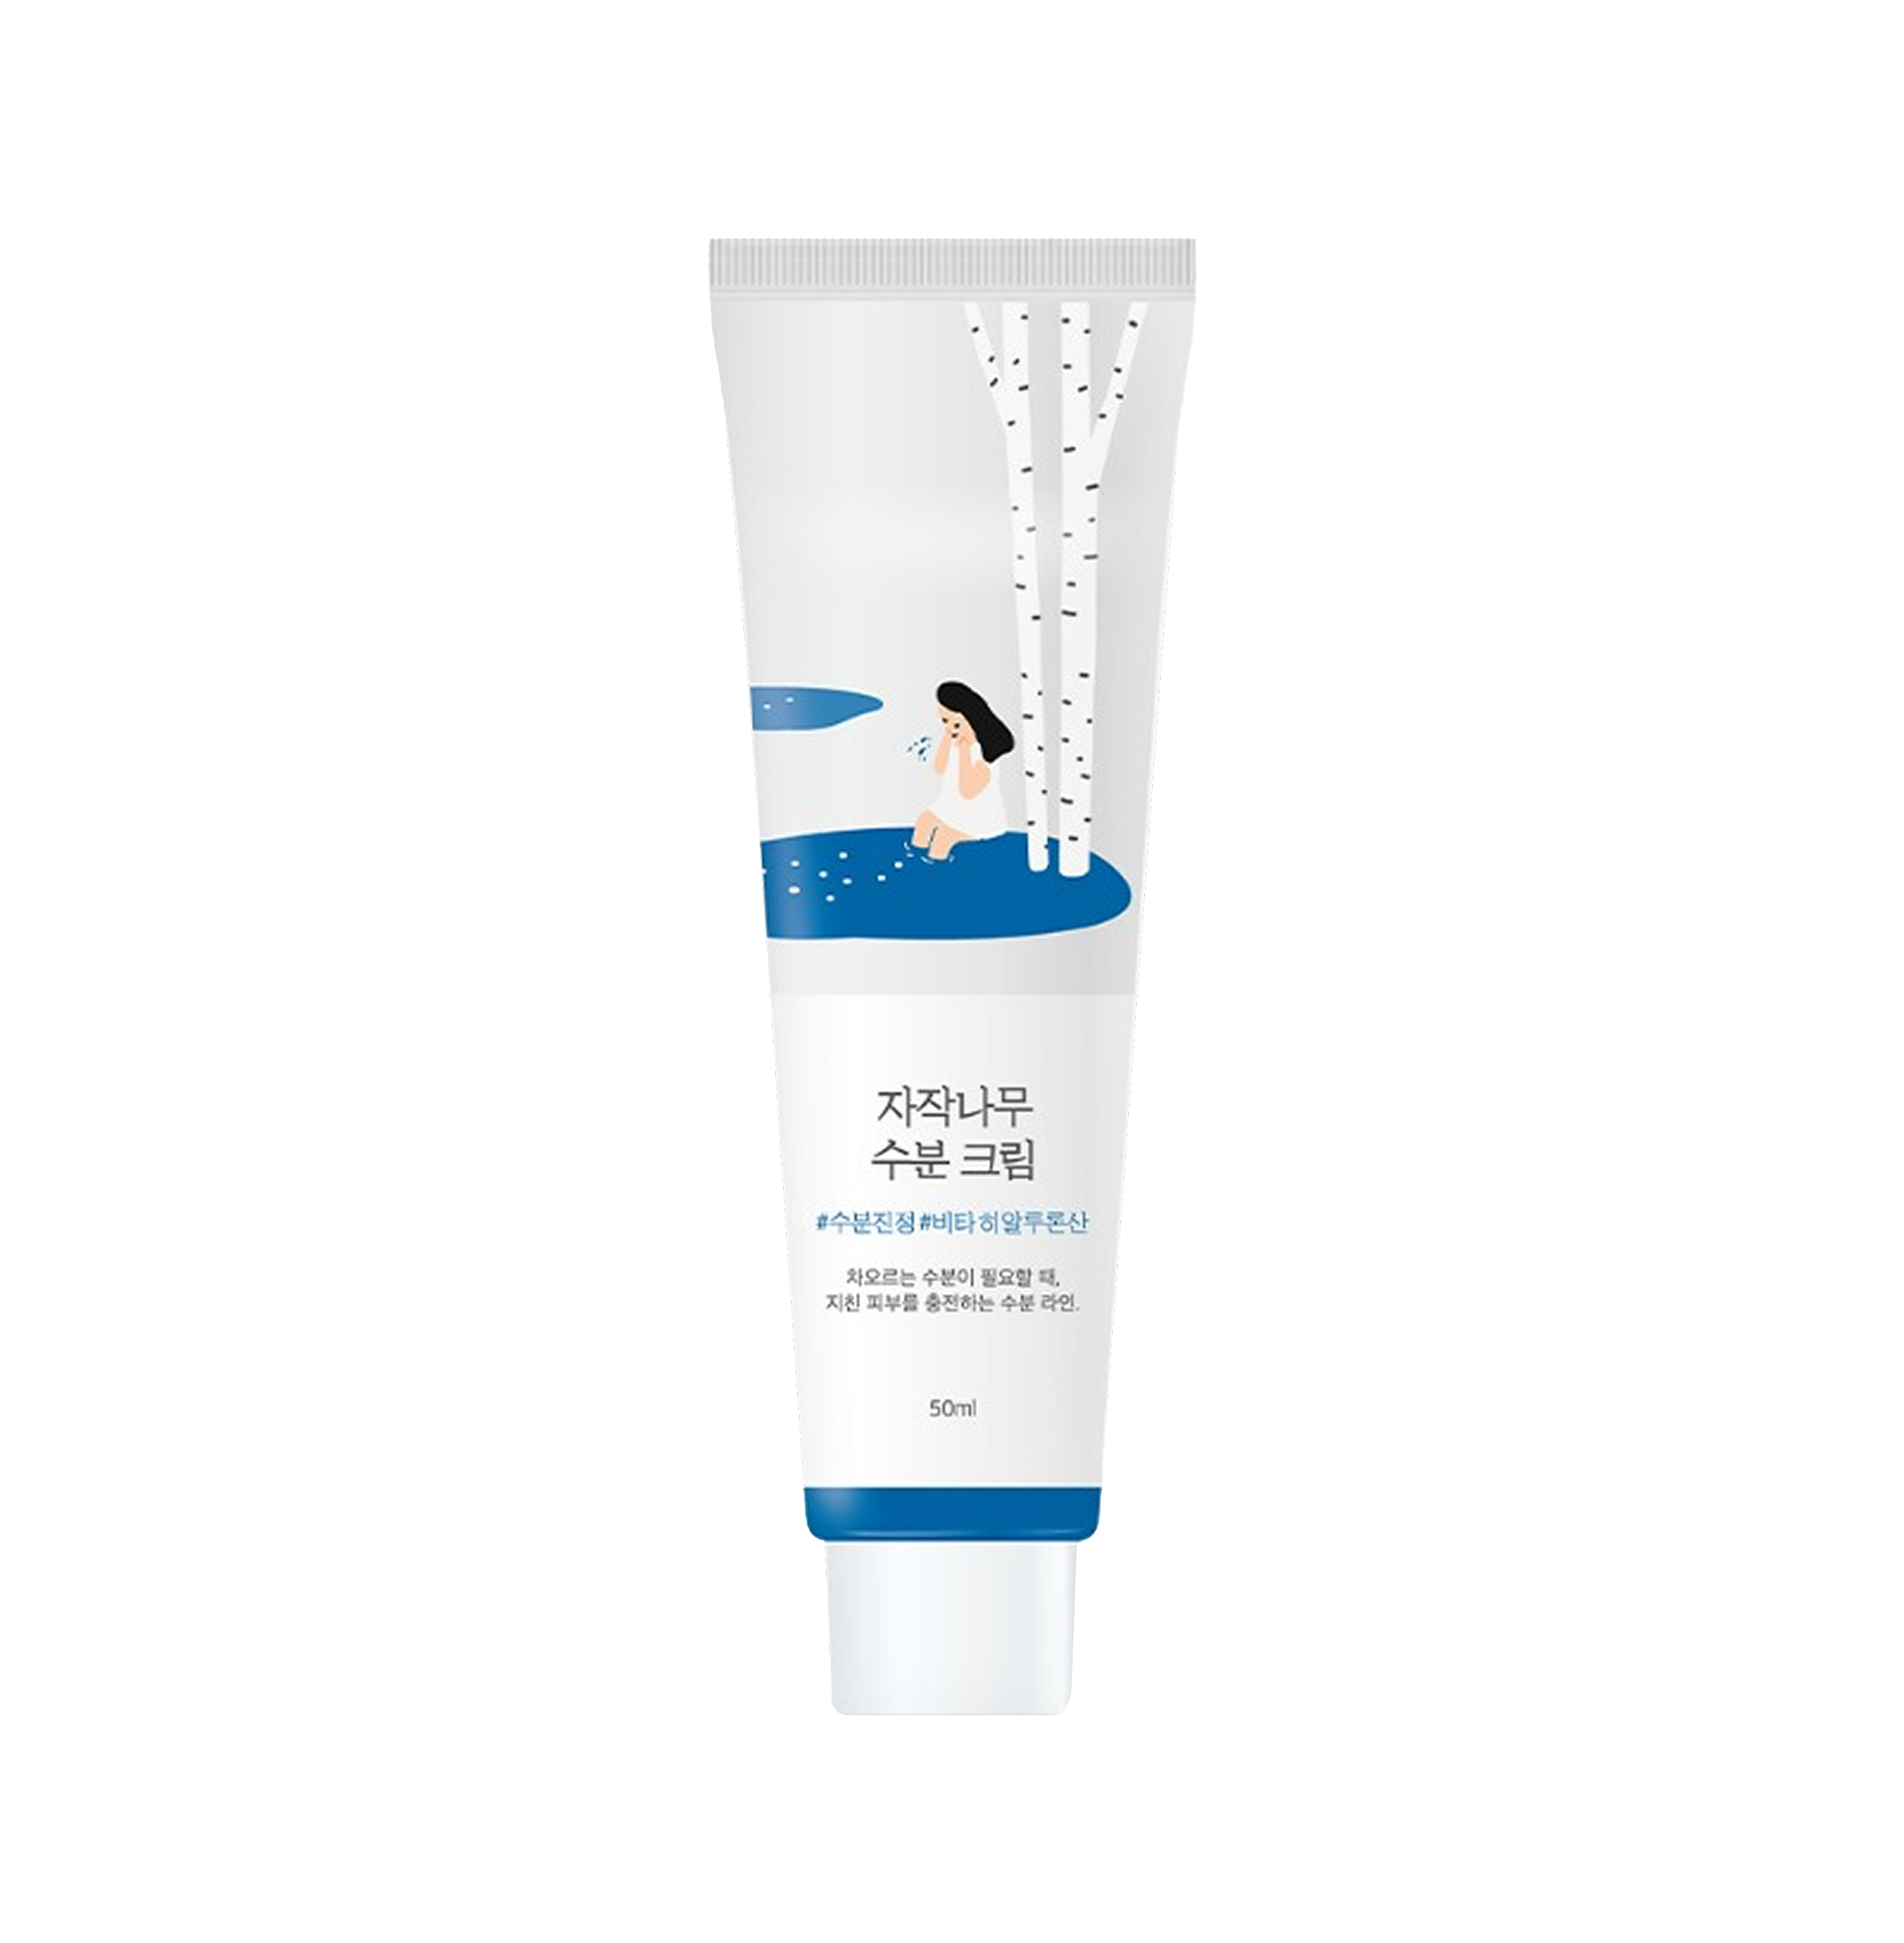 자작나무
수분 크림
#수분진정 #비타히알루론산
차오르는 수분이 필요할 때,
지친 피부를 충전하는 수분 라인.
50ml